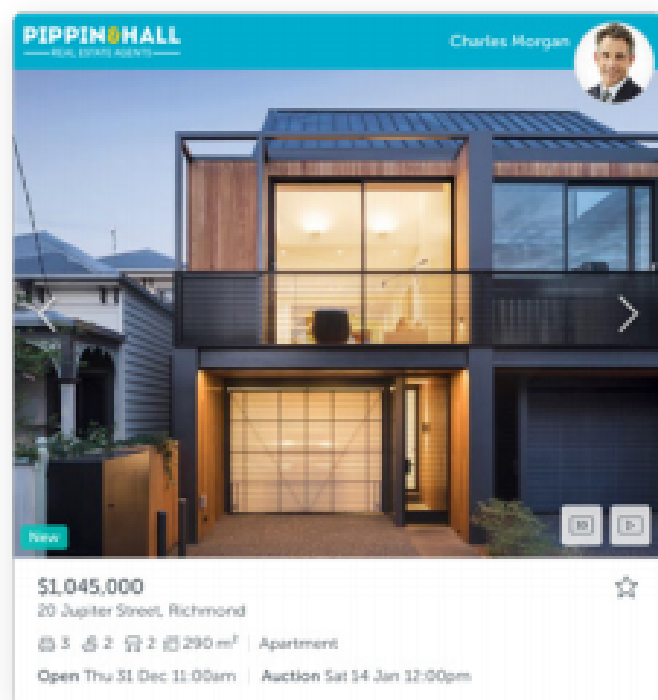 PIPPIN&HALL
REAL ESTATE AGENTS
Charles Morgan
New
$1,045,000
20 Jupiter Street, Richmond
3 2 2 290 m² | Apartment
Open Thu 31 Dec 11:00am | Auction Sat 14 Jan 12:00pm